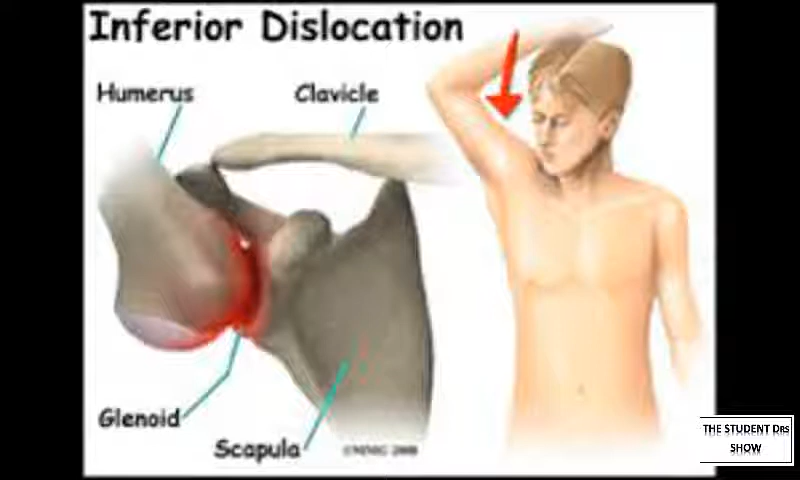 Inferior Dislocation
Humerus
Clavicle
Glenoid
Scapula
THE STUDENT DRS
SHOW